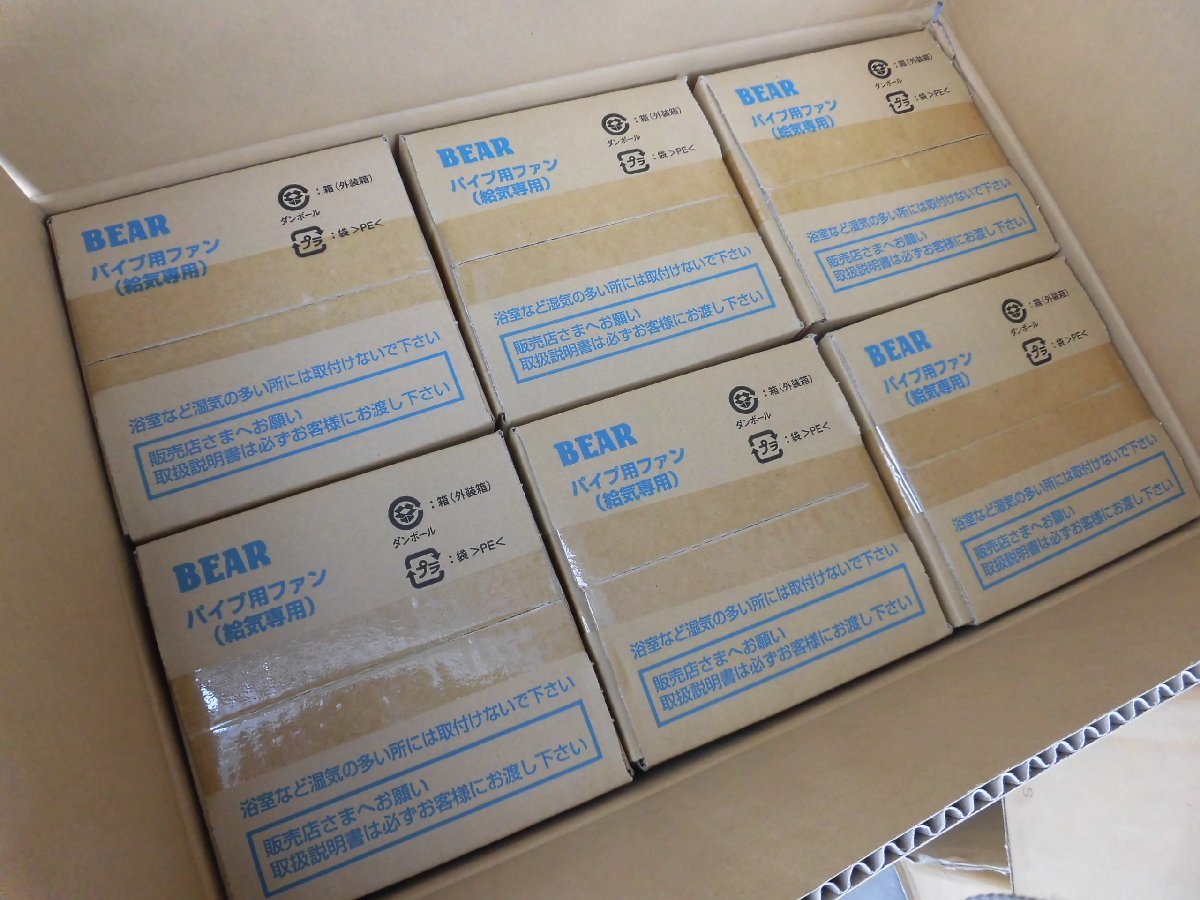 BEAR
パイプ用ファン
(給気専用)
:箱(外装箱)
ダンボール
プラ
:袋>PE<
浴室など湿気の多い所には取付けないで下さい
販売店さまへお願い
取扱説明書は必ずお客様にお渡し下さい
BEAR
パイプ用ファン
(給気専用)
:箱(外装箱)
ダンボール
プラ
:袋>PE<
浴室など湿気の多い所には取付けないで下さい
販売店さまへお願い
取扱説明書は必ずお客様にお渡し下さい
BEAR
パイプ用ファン
(給気専用)
:箱(外装箱)
ダンボール
プラ
:袋>PE<
浴室など湿気の多い所には取付けないで下さい
販売店さまへお願い
取扱説明書は必ずお客様にお渡し下さい
BEAR
パイプ用ファン
(給気専用)
:箱(外装箱)
ダンボール
プラ
:袋>PE<
浴室など湿気の多い所には取付けないで下さい
販売店さまへお願い
取扱説明書は必ずお客様にお渡し下さい
BEAR
パイプ用ファン
(給気専用)
:箱(外装箱)
ダンボール
プラ
:袋>PE<
浴室など湿気の多い所には取付けないで下さい
販売店さまへお願い
取扱説明書は必ずお客様にお渡し下さい
BEAR
パイプ用ファン
(給気専用)
:箱(外装箱)
ダンボール
プラ
:袋>PE<
浴室など湿気の多い所には取付けないで下さい
販売店さまへお願い
取扱説明書は必ずお客様にお渡し下さい